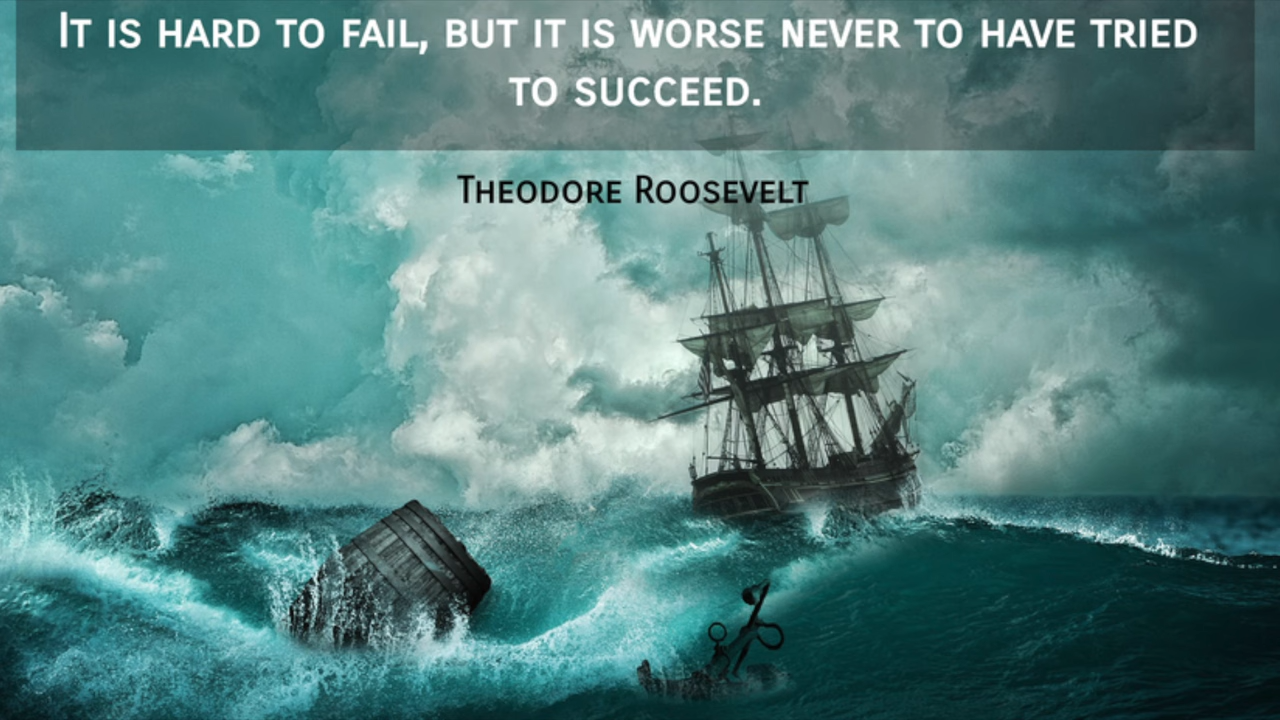 It is hard to fail, but it is worse never to have tried
to succeed.
Theodore Roosevelt